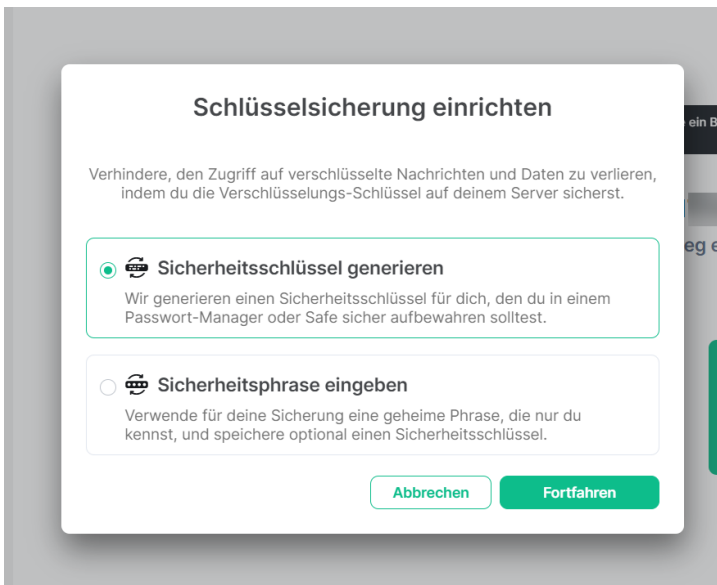 Schlüsselsicherung einrichten
ein B
Verhindere, den Zugriff auf verschlüsselte Nachrichten und Daten zu verlieren,
indem du die Verschlüsselungs-Schlüssel auf deinem Server sicherst.
eg e
Sicherheitsschlüssel generieren
Wir generieren einen Sicherheitsschlüssel für dich, den du in einem
Passwort-Manager oder Safe sicher aufbewahren solltest.
Sicherheitsphrase eingeben
Verwende für deine Sicherung eine geheime Phrase, die nur du
kennst, und speichere optional einen Sicherheitsschlüssel.
Abbrechen
Fortfahren